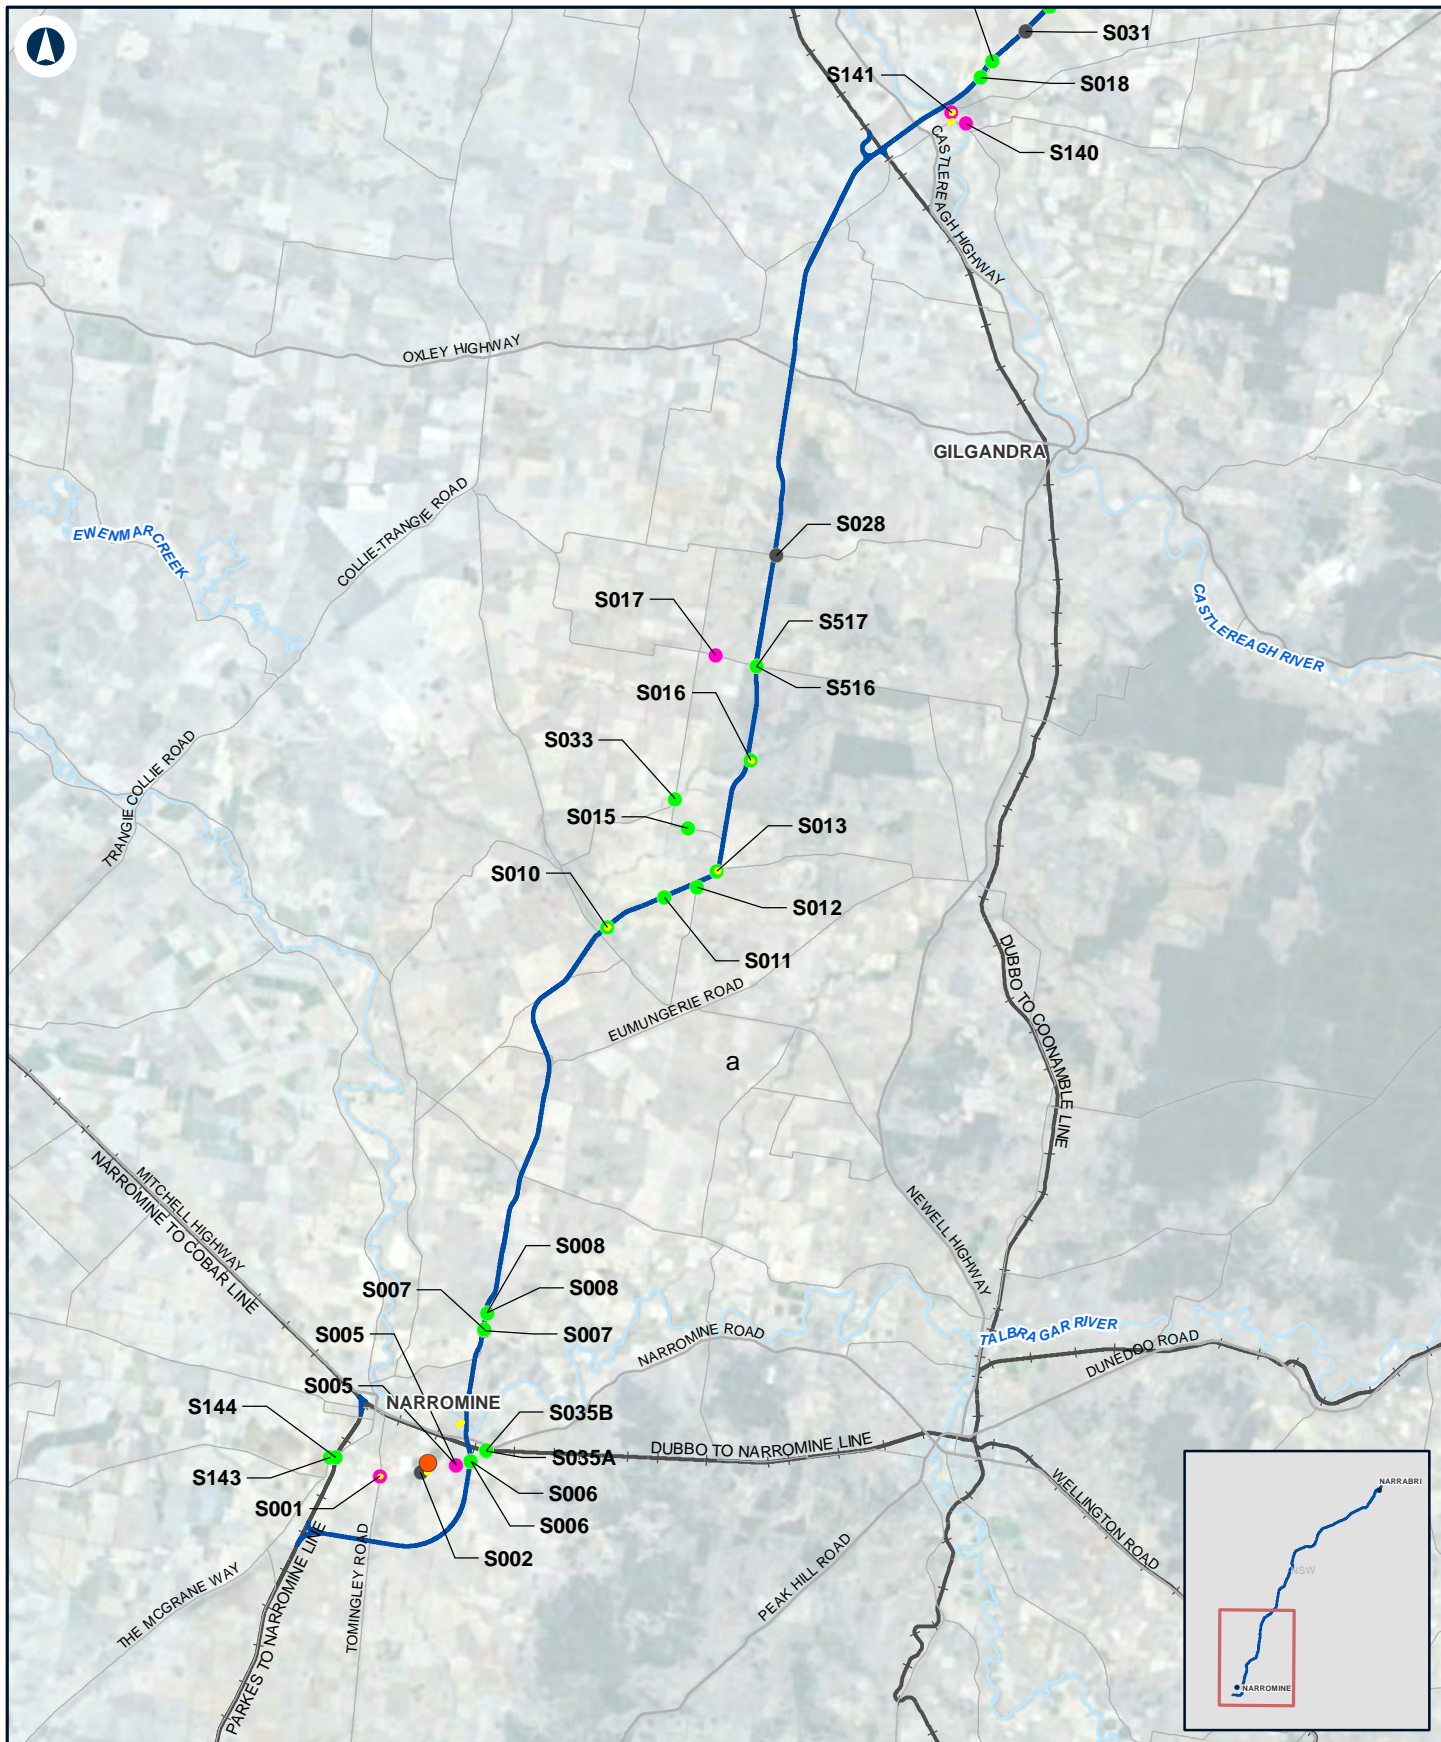 S031
S141
S018
S140
CASTLEREAGH HIGHWAY
OXLEY HIGHWAY
GILGANDRA
COLLIE-TRANGIE ROAD
EWENMAR CREEK
S028
S017
S517
CASTLEREAGH RIVER
S516
S016
S033
TRANGIE COLLIE ROAD
S015
S013
S010
S012
S011
DUBBO TO COONAMBLE LINE
EUMUNGERIE ROAD
a
MITCHELL HIGHWAY
NARROMINE TO COBAR LINE
NEWELL HIGHWAY
S008
S008
S007
S007
S005
NARROMINE ROAD
TALBRAGAR RIVER
DUNEDOO ROAD
S005
NARROMINE
S144
S035B
DUBBO TO NARROMINE LINE
S035A
S143
S006
S001
S006
S002
WELLINGTON ROAD
PEAK HILL ROAD
TOMINGLEY ROAD
THE MCGRANE WAY
PARKES TO NARROMINE LINE
NARRABRI
NSW
NARROMINE